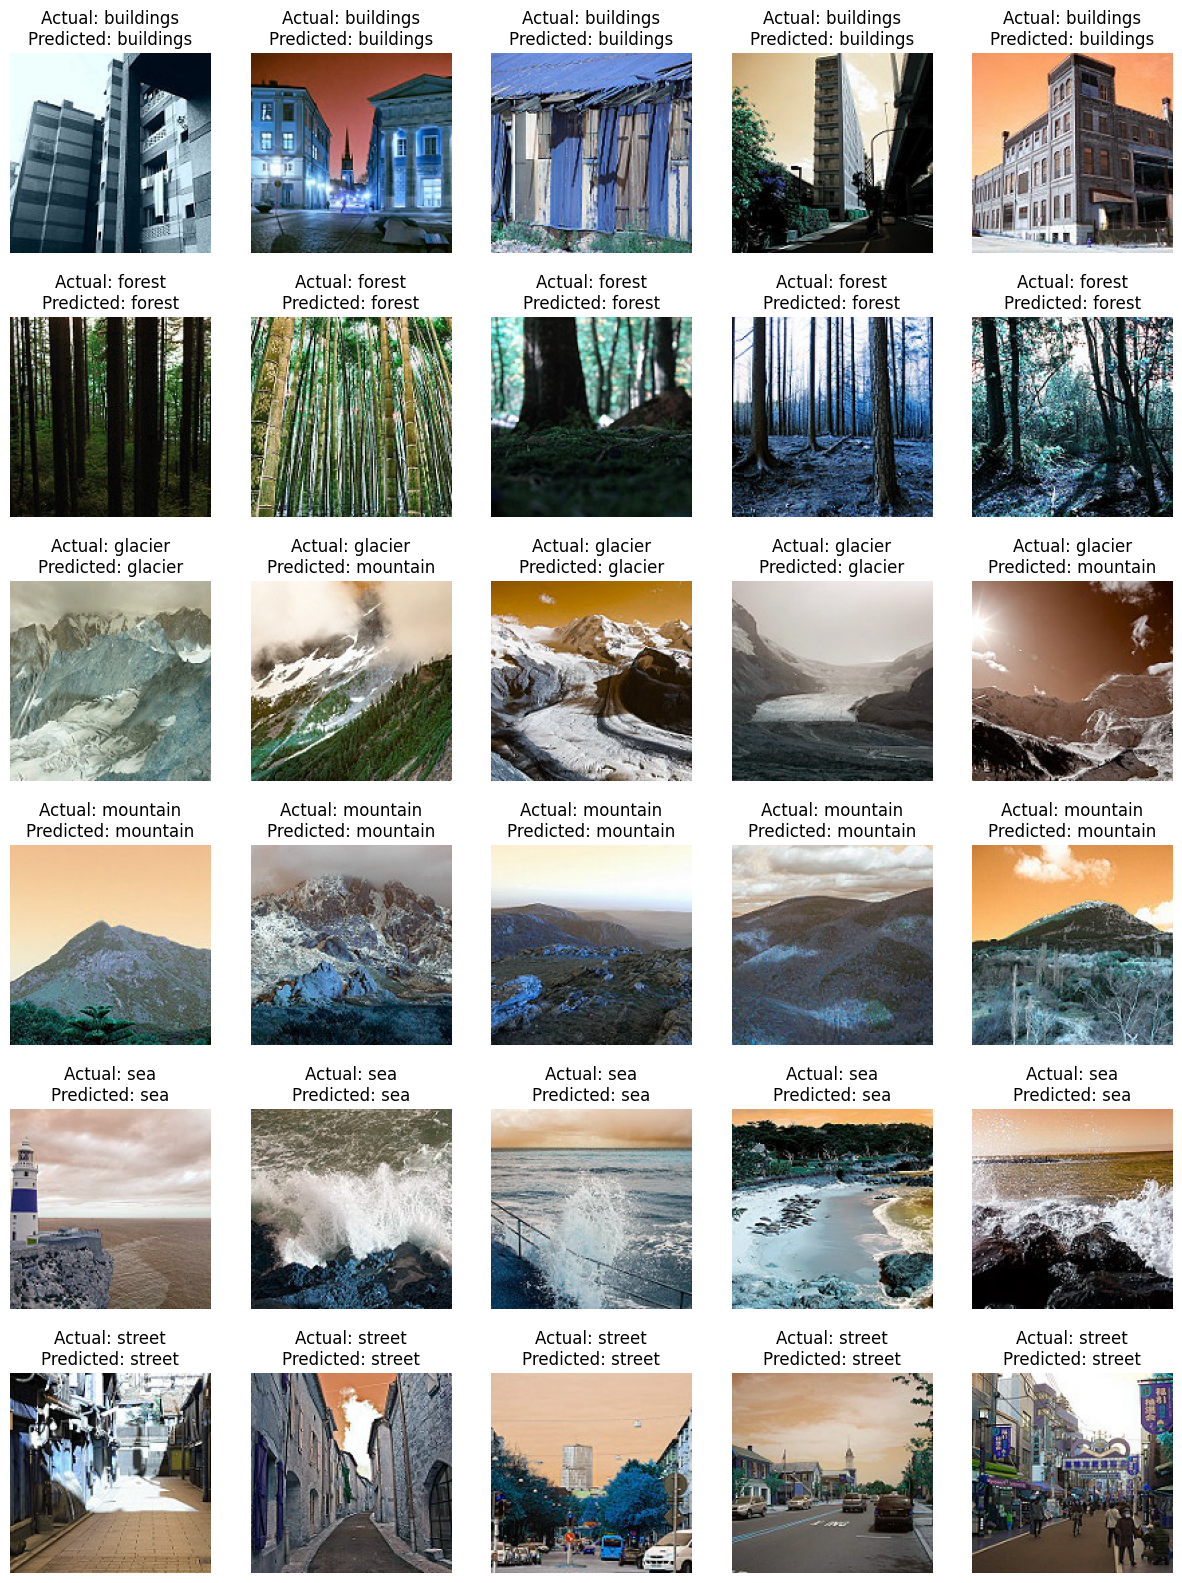 Actual: buildings
Predicted: buildings
Actual: buildings
Predicted: buildings
Actual: buildings
Predicted: buildings
Actual: buildings
Predicted: buildings
Actual: buildings
Predicted: buildings
Actual: forest
Predicted: forest
Actual: forest
Predicted: forest
Actual: forest
Predicted: forest
Actual: forest
Predicted: forest
Actual: forest
Predicted: forest
Actual: glacier
Predicted: glacier
Actual: glacier
Predicted: mountain
Actual: glacier
Predicted: glacier
Actual: glacier
Predicted: glacier
Actual: glacier
Predicted: mountain
Actual: mountain
Predicted: mountain
Actual: mountain
Predicted: mountain
Actual: mountain
Predicted: mountain
Actual: mountain
Predicted: mountain
Actual: mountain
Predicted: mountain
Actual: sea
Predicted: sea
Actual: sea
Predicted: sea
Actual: sea
Predicted: sea
Actual: sea
Predicted: sea
Actual: sea
Predicted: sea
Actual: street
Predicted: street
Actual: street
Predicted: street
Actual: street
Predicted: street
Actual: street
Predicted: street
Actual: street
Predicted: street